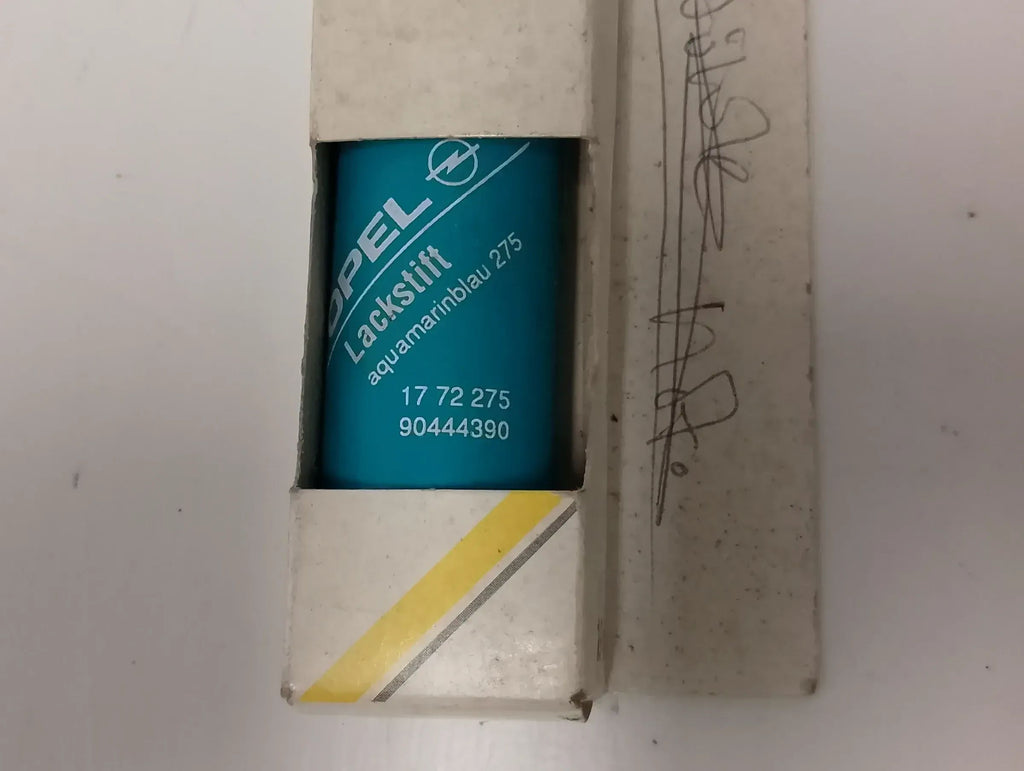 OPEL
Lackstift
aquamarinblau 275
17 72 275
90444390